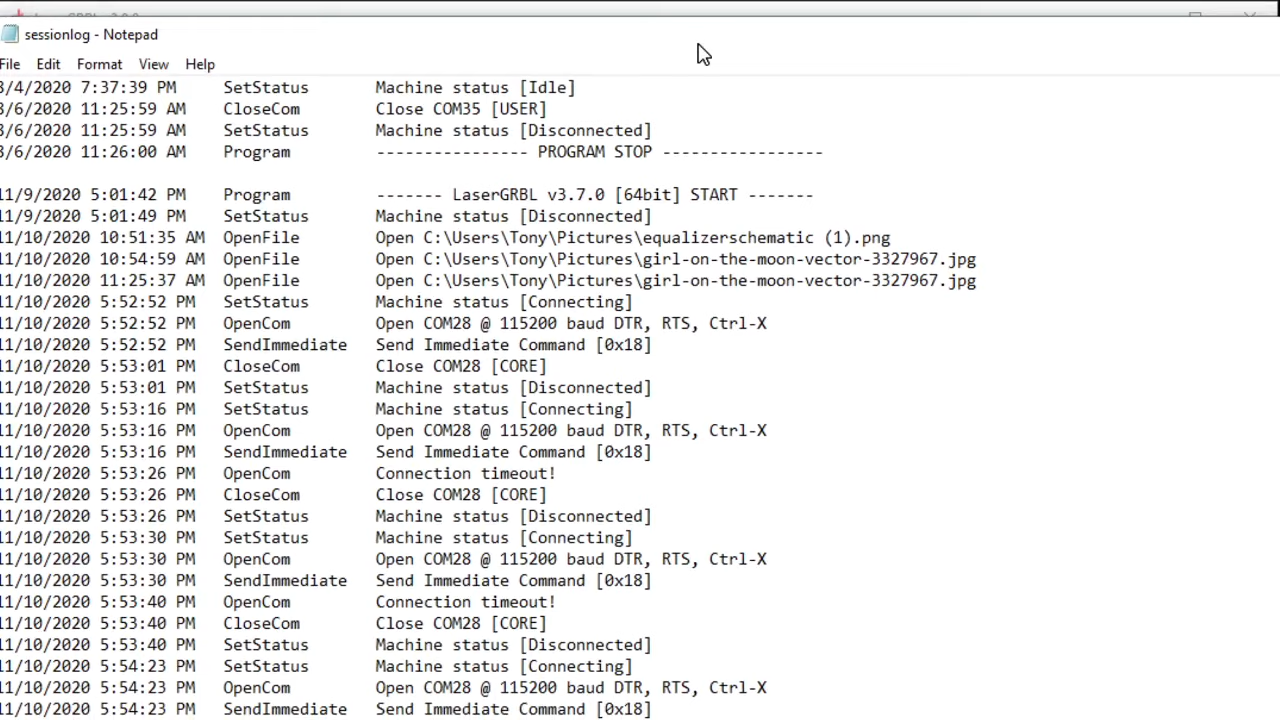 sessionlog - Notepad
File Edit Format View Help
/4/2020 7:37:39 PM SetStatus Machine status [Idle]
/6/2020 11:25:59 AM CloseCom Close COM35 [USER]
/6/2020 11:25:59 AM SetStatus Machine status [Disconnected]
/6/2020 11:26:00 AM Program ---------------- PROGRAM STOP -----------------
11/9/2020 5:01:42 PM Program ------- LaserGRBL v3.7.0 [64bit] START -------
11/9/2020 5:01:49 PM SetStatus Machine status [Disconnected]
11/10/2020 10:51:35 AM OpenFile Open C:\Users\Tony\Pictures\equalizerschematic (1).png
11/10/2020 10:54:59 AM OpenFile Open C:\Users\Tony\Pictures\girl-on-the-moon-vector-3327967.jpg
11/10/2020 11:25:37 AM OpenFile Open C:\Users\Tony\Pictures\girl-on-the-moon-vector-3327967.jpg
11/10/2020 5:52:52 PM SetStatus Machine status [Connecting]
11/10/2020 5:52:52 PM OpenCom Open COM28 @ 115200 baud DTR, RTS, Ctrl-X
11/10/2020 5:52:52 PM SendImmediate Send Immediate Command [0x18]
11/10/2020 5:53:01 PM CloseCom Close COM28 [CORE]
11/10/2020 5:53:01 PM SetStatus Machine status [Disconnected]
11/10/2020 5:53:16 PM SetStatus Machine status [Connecting]
11/10/2020 5:53:16 PM OpenCom Open COM28 @ 115200 baud DTR, RTS, Ctrl-X
11/10/2020 5:53:16 PM SendImmediate Send Immediate Command [0x18]
11/10/2020 5:53:26 PM OpenCom Connection timeout!
11/10/2020 5:53:26 PM CloseCom Close COM28 [CORE]
11/10/2020 5:53:26 PM SetStatus Machine status [Disconnected]
11/10/2020 5:53:30 PM SetStatus Machine status [Connecting]
11/10/2020 5:53:30 PM OpenCom Open COM28 @ 115200 baud DTR, RTS, Ctrl-X
11/10/2020 5:53:30 PM SendImmediate Send Immediate Command [0x18]
11/10/2020 5:53:40 PM OpenCom Connection timeout!
11/10/2020 5:53:40 PM CloseCom Close COM28 [CORE]
11/10/2020 5:53:40 PM SetStatus Machine status [Disconnected]
11/10/2020 5:54:23 PM SetStatus Machine status [Connecting]
11/10/2020 5:54:23 PM OpenCom Open COM28 @ 115200 baud DTR, RTS, Ctrl-X
11/10/2020 5:54:23 PM SendImmediate Send Immediate Command [0x18]